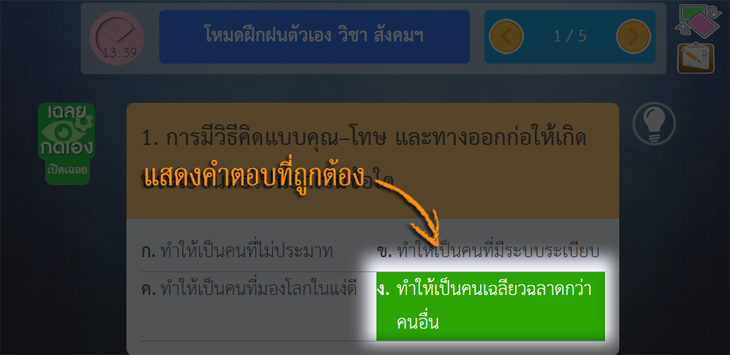 13:39
โหมดฝึกฝนตัวเอง วิชา สังคมฯ
1 / 5
เฉลย
กดเอง
เปิดเฉลย
1. การมีวิธีคิดแบบคุณ–โทษ และทางออกก่อให้เกิด
แสดงคำตอบที่ถูกต้อง
ก. ทำให้เป็นคนที่ไม่ประมาท
ข. ทำให้เป็นคนที่มีระบบระเบียบ
ค. ทำให้เป็นคนที่มองโลกในแง่ดี
ง. ทำให้เป็นคนเฉลียวฉลาดกว่า
คนอื่น